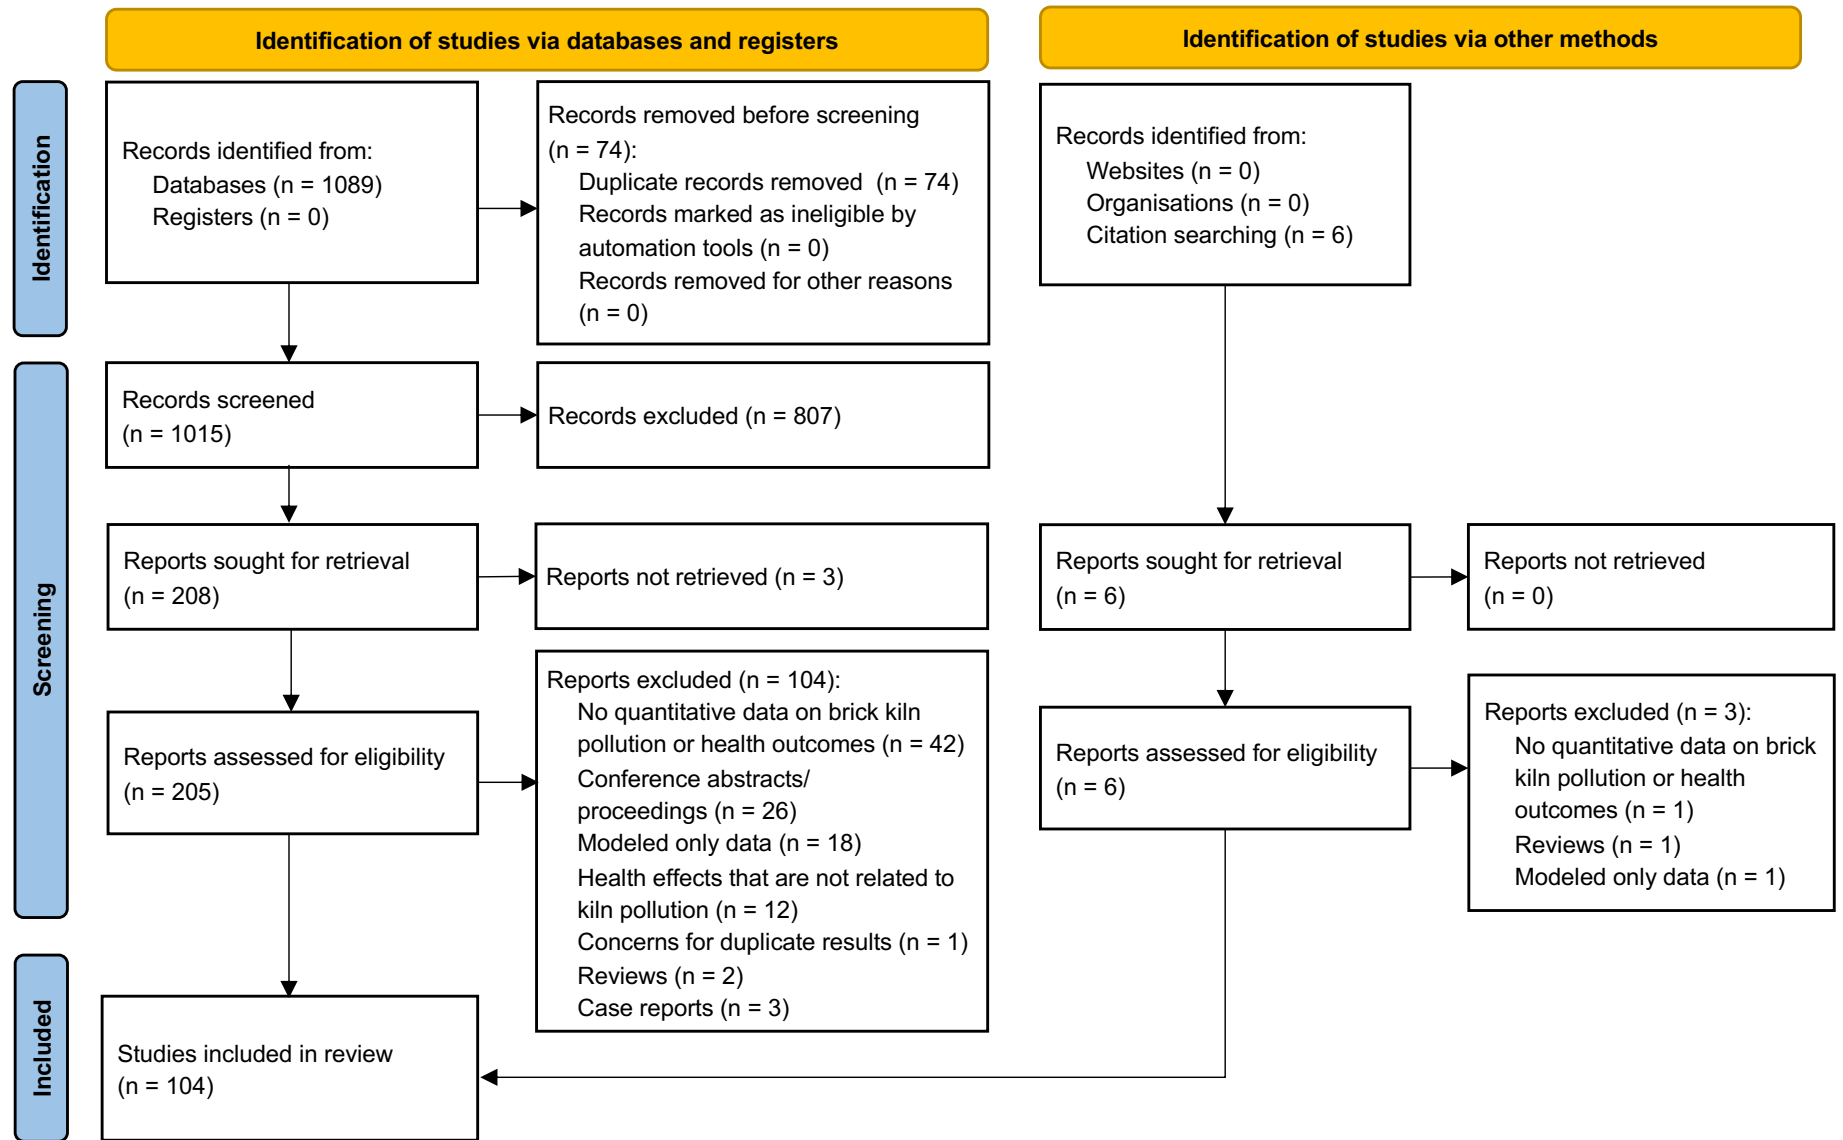 Identification of studies via databases and registers
Identification of studies via other methods
Identification
Records identified from:
Databases (n = 1089)
Registers (n = 0)
Records removed before screening
(n = 74):
Duplicate records removed (n = 74)
Records marked as ineligible by
automation tools (n = 0)
Records removed for other reasons
(n = 0)
Records identified from:
Websites (n = 0)
Organisations (n = 0)
Citation searching (n = 6)
Screening
Records screened
(n = 1015)
Records excluded (n = 807)
Reports sought for retrieval
(n = 208)
Reports not retrieved (n = 3)
Reports sought for retrieval
(n = 6)
Reports not retrieved
(n = 0)
Reports assessed for eligibility
(n = 205)
Reports excluded (n = 104):
No quantitative data on brick kiln
pollution or health outcomes (n = 42)
Conference abstracts/
proceedings (n = 26)
Modeled only data (n = 18)
Health effects that are not related to
kiln pollution (n = 12)
Concerns for duplicate results (n = 1)
Reviews (n = 2)
Case reports (n = 3)
Reports assessed for eligibility
(n = 6)
Reports excluded (n = 3):
No quantitative data on brick
kiln pollution or health
outcomes (n = 1)
Reviews (n = 1)
Modeled only data (n = 1)
Included
Studies included in review
(n = 104)